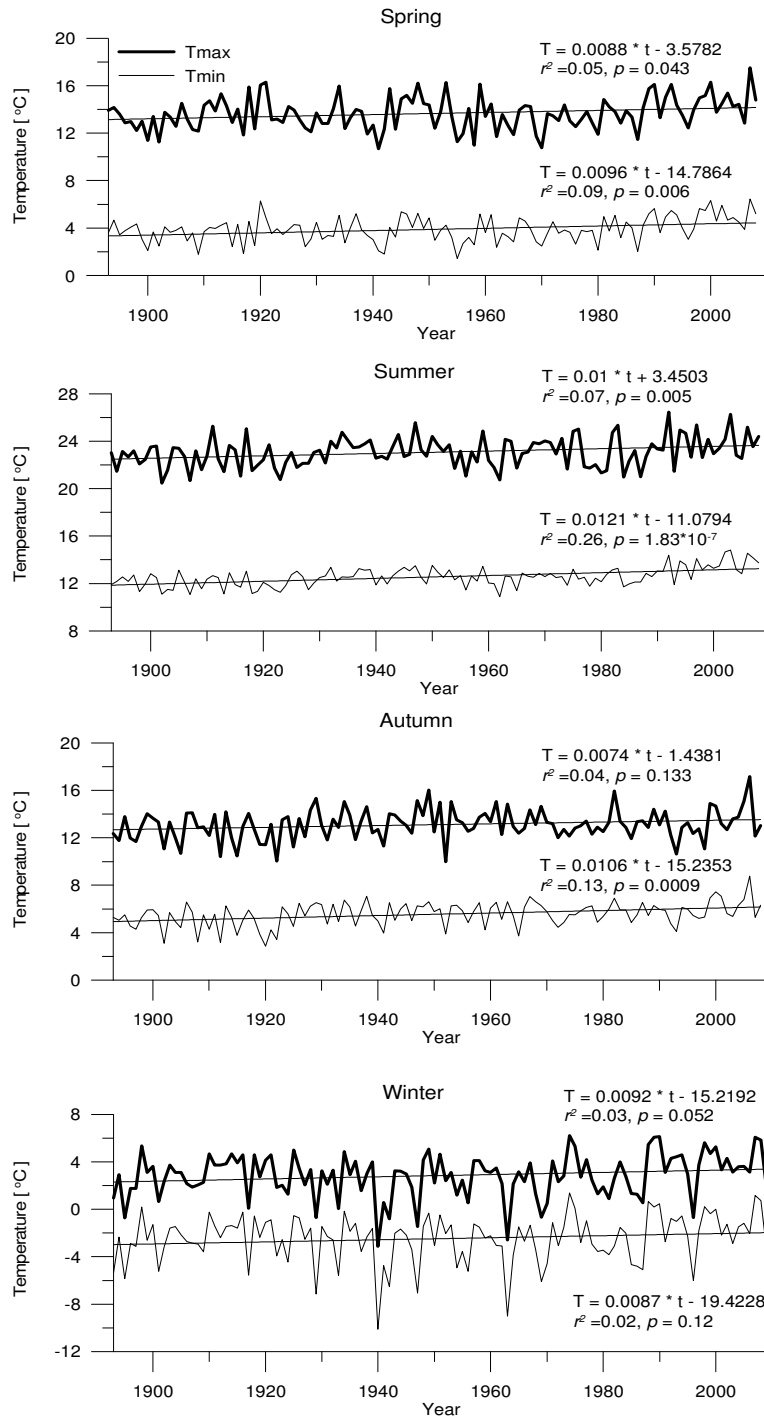 Spring
Tmax
Tmin
T = 0.0088 * t - 3.5782
r² =0.05, p = 0.043
T = 0.0096 * t - 14.7864
r² =0.09, p = 0.006
Temperature [ °C]
20
16
12
8
4
0
1900 1920 1940 1960 1980 2000
Year
Summer
T = 0.01 * t + 3.4503
r² =0.07, p = 0.005
T = 0.0121 * t - 11.0794
r² =0.26, p = 1.83*10⁻⁷
Temperature [ °C]
28
24
20
16
12
8
1900 1920 1940 1960 1980 2000
Year
Autumn
T = 0.0074 * t - 1.4381
r² =0.04, p = 0.133
T = 0.0106 * t - 15.2353
r² =0.13, p = 0.0009
Temperature [ °C]
20
16
12
8
4
0
1900 1920 1940 1960 1980 2000
Year
Winter
T = 0.0092 * t - 15.2192
r² =0.03, p = 0.052
T = 0.0087 * t - 19.4228
r² =0.02, p = 0.12
Temperature [ °C]
8
4
0
-4
-8
-12
1900 1920 1940 1960 1980 2000
Year